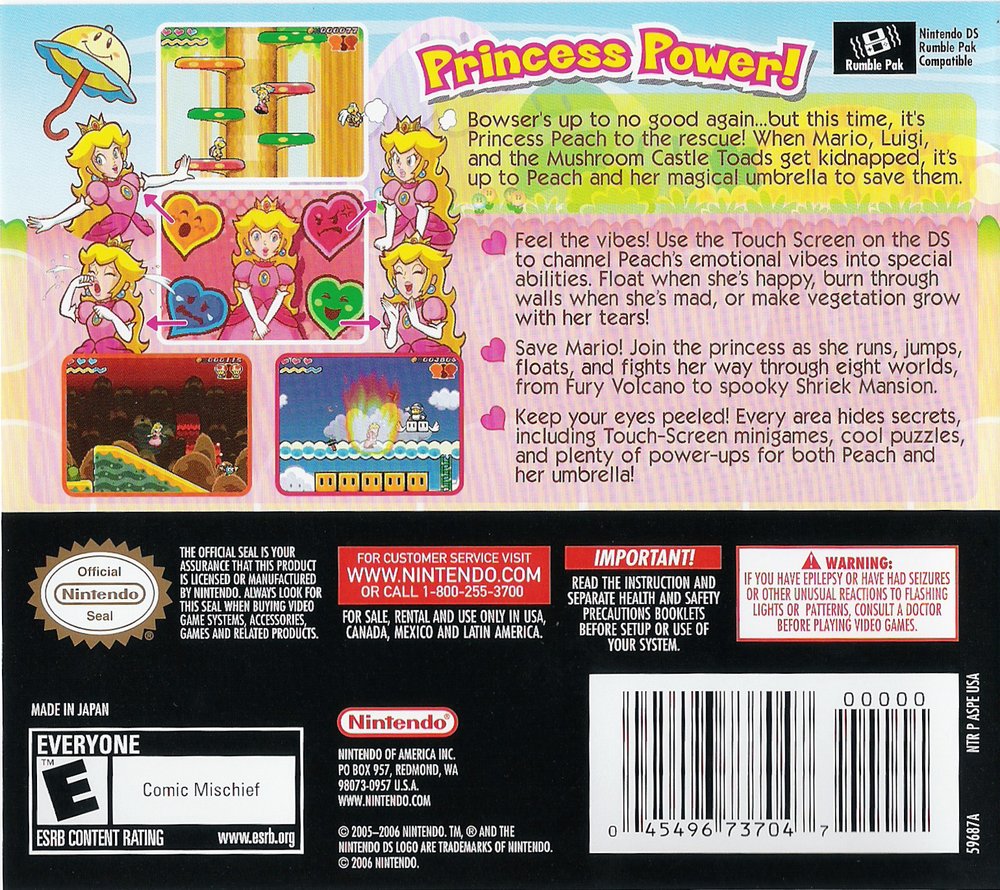 Princess Power!
Rumble Pak
Nintendo DS
Rumble Pak
Compatible
Bowser's up to no good again...but this time, it's
Princess Peach to the rescue! When Mario, Luigi,
and the Mushroom Castle Toads get kidnapped, it's
up to Peach and her magical umbrella to save them.
Feel the vibes! Use the Touch Screen on the DS
to channel Peach's emotional vibes into special
abilities. Float when she's happy, burn through
walls when she's mad, or make vegetation grow
with her tears!
Save Mario! Join the princess as she runs, jumps,
floats, and fights her way through eight worlds,
from Fury Volcano to spooky Shriek Mansion.
Keep your eyes peeled! Every area hides secrets,
including Touch-Screen minigames, cool puzzles,
and plenty of power-ups for both Peach and
her umbrella!
Official
Nintendo
Seal
®
THE OFFICIAL SEAL IS YOUR
ASSURANCE THAT THIS PRODUCT
IS LICENSED OR MANUFACTURED
BY NINTENDO. ALWAYS LOOK FOR
THIS SEAL WHEN BUYING VIDEO
GAME SYSTEMS, ACCESSORIES,
GAMES AND RELATED PRODUCTS.
FOR CUSTOMER SERVICE VISIT
WWW.NINTENDO.COM
OR CALL 1-800-255-3700
FOR SALE, RENTAL AND USE ONLY IN USA,
CANADA, MEXICO AND LATIN AMERICA.
IMPORTANT!
READ THE INSTRUCTION AND
SEPARATE HEALTH AND SAFETY
PRECAUTIONS BOOKLETS
BEFORE SETUP OR USE OF
YOUR SYSTEM.
WARNING:
IF YOU HAVE EPILEPSY OR HAVE HAD SEIZURES
OR OTHER UNUSUAL REACTIONS TO FLASHING
LIGHTS OR PATTERNS, CONSULT A DOCTOR
BEFORE PLAYING VIDEO GAMES.
MADE IN JAPAN
EVERYONE
TM
E
Comic Mischief
ESRB CONTENT RATING www.esrb.org
Nintendo®
NINTENDO OF AMERICA INC.
PO BOX 957, REDMOND, WA
98073-0957 U.S.A.
WWW.NINTENDO.COM
© 2005–2006 NINTENDO. TM, ® AND THE
NINTENDO DS LOGO ARE TRADEMARKS OF NINTENDO.
© 2006 NINTENDO.
00000
0 45496 73704 7
NTR P ASPE USA
59687A